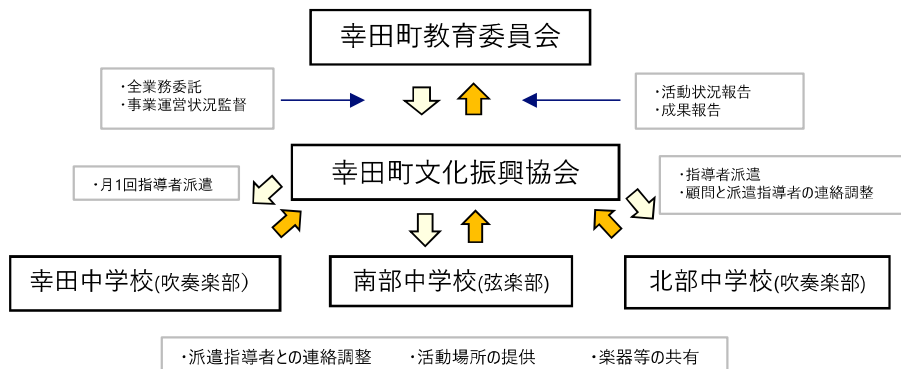 幸田町教育委員会
・全業務委託
・事業運営状況監督
・活動状況報告
・成果報告
幸田町文化振興協会
・月1回指導者派遣
・指導者派遣
・顧問と派遣指導者の連絡調整
幸田中学校(吹奏楽部)
南部中学校(弦楽部)
北部中学校(吹奏楽部)
・派遣指導者との連絡調整 ・活動場所の提供 ・楽器等の共有